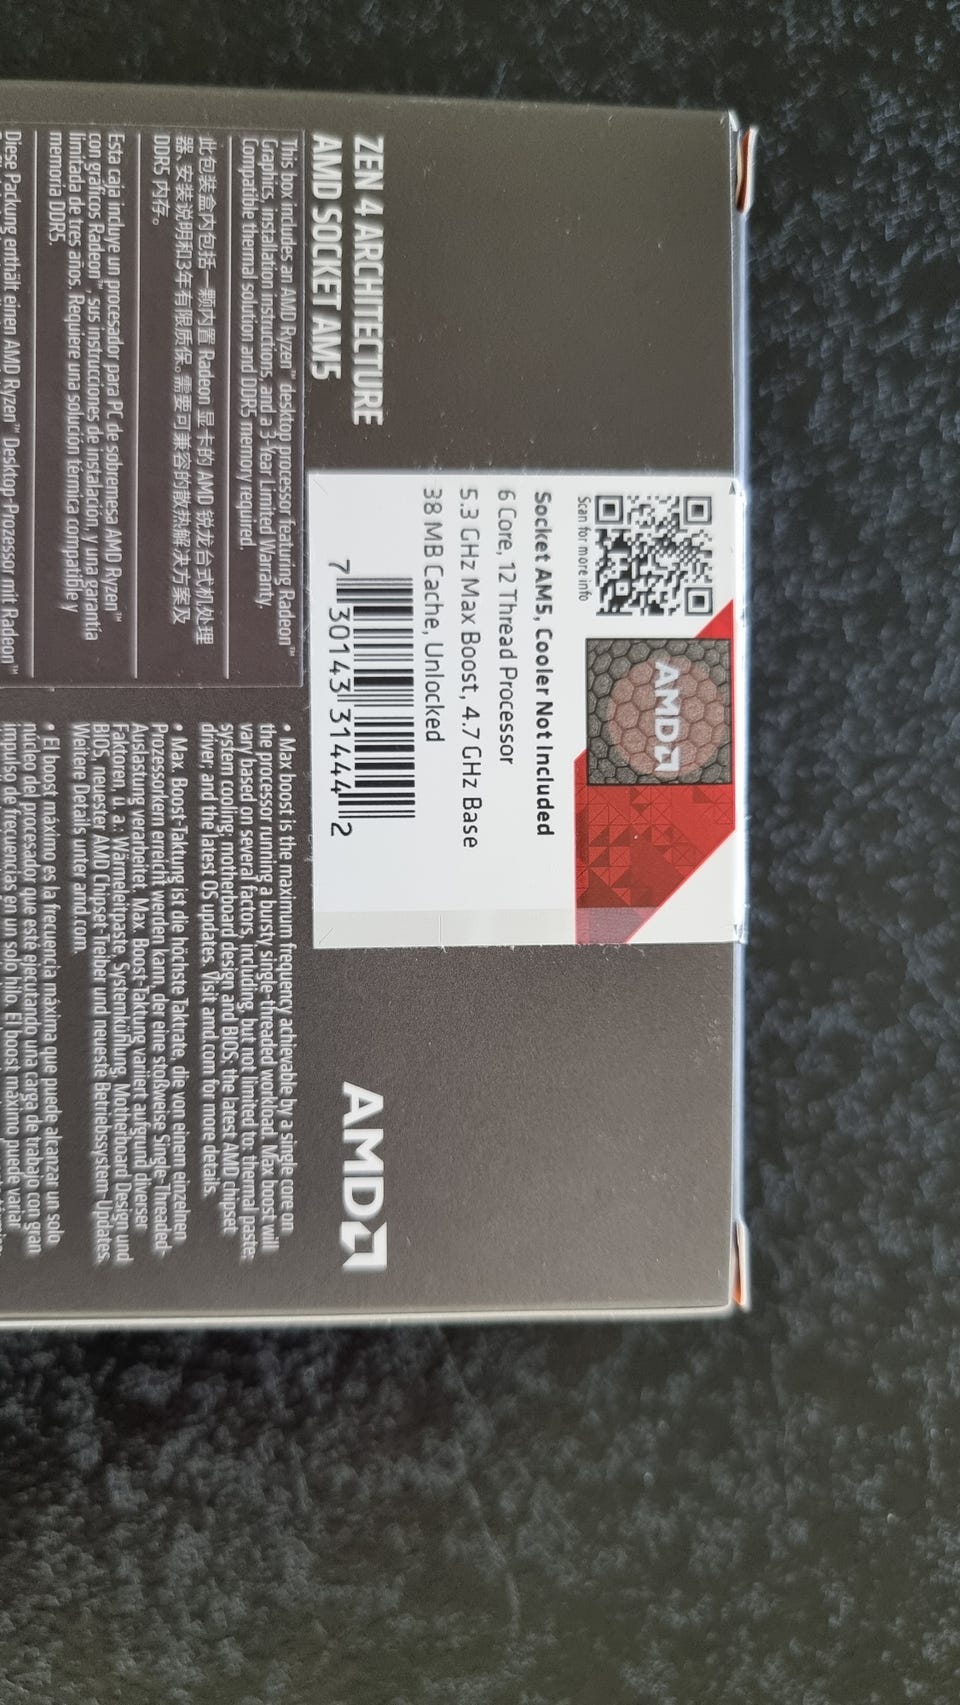 Scan for more info
AMD
Socket AM5, Cooler Not Included
6 Core, 12 Thread Processor
5.3 GHz Max Boost, 4.7 GHz Base
38 MB Cache, Unlocked
7 30143 31444 2
ZEN 4 ARCHITECTURE
AMD SOCKET AM5
AMD
This box includes an AMD Ryzen™ desktop processor featuring Radeon™
Graphics, installation instructions, and a 3-Year Limited Warranty.
Compatible thermal solution and DDR5 memory required.
此包装盒内包括一颗内置 Radeon 显卡的 AMD 锐龙台式机处理
器、安装说明和3年有限质保。需要可兼容的散热解决方案及
DDR5 内存。
Esta caja incluye un procesador para PC de sobremesa AMD Ryzen™
con gráficos Radeon™, sus instrucciones de instalación, y una garantía
limitada de tres años. Requiere una solución térmica compatible y
memoria DDR5.
Diese Packung enthält einen AMD Ryzen™ Desktop-Prozessor mit Radeon™
• Max boost is the maximum frequency achievable by a single core on
the processor running a bursty single-threaded workload. Max boost will
vary based on several factors, including, but not limited to: thermal paste;
system cooling; motherboard design and BIOS; the latest AMD chipset
driver; and the latest OS updates. Visit amd.com for more details.
• Max. Boost-Taktung ist die höchste Taktrate, die von einem einzelnen
Prozessorkern erreicht werden kann, der eine stoßweise Single-Threaded-
Auslastung verarbeitet. Max. Boost-Taktung variiert aufgrund diverser
Faktoren, u. a.: Wärmeleitpaste, Systemkühlung, Motherboard Design und
BIOS, neuester AMD Chipset-Treiber und neueste Betriebssystem-Updates.
Weitere Details unter amd.com.
• El boost máximo es la frecuencia máxima que puede alcanzar un solo
núcleo del procesador que esté ejecutando una carga de trabajo con gran
impulso de frecuencias en un solo hilo. El boost máximo puede variar